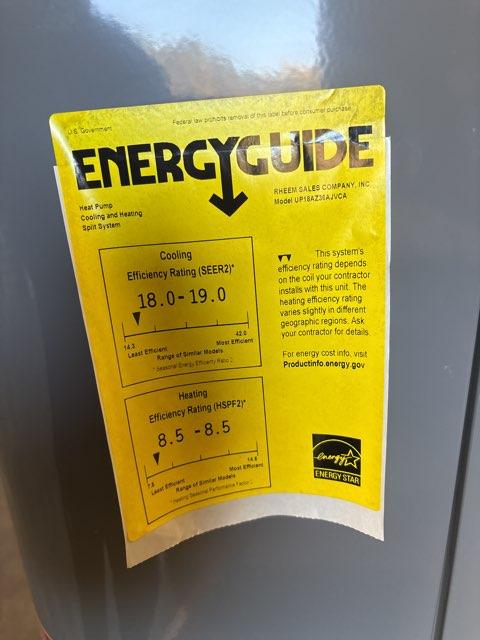 Federal law prohibits removal of this label before consumer purchase.
U.S. Government
ENERGYGUIDE
Heat Pump
Cooling and Heating
Split System
RHEEM SALES COMPANY, INC
Model UP18AZ36AJVCA
Cooling
Efficiency Rating (SEER2)*
18.0-19.0
14.3 42.0
Least Efficient Most Efficient
Range of Similar Models
* Seasonal Energy Efficiency Ratio 2
Heating
Efficiency Rating (HSPF2)*
8.5 -8.5
14.6
Least Efficient Most Efficient
Range of Similar Models
* Heating Seasonal Performance Factor 2
This system's
efficiency rating depends
on the coil your contractor
installs with this unit. The
heating efficiency rating
varies slightly in different
geographic regions. Ask
your contractor for details.
For energy cost info, visit
Productinfo.energy.gov
energy
ENERGY STAR